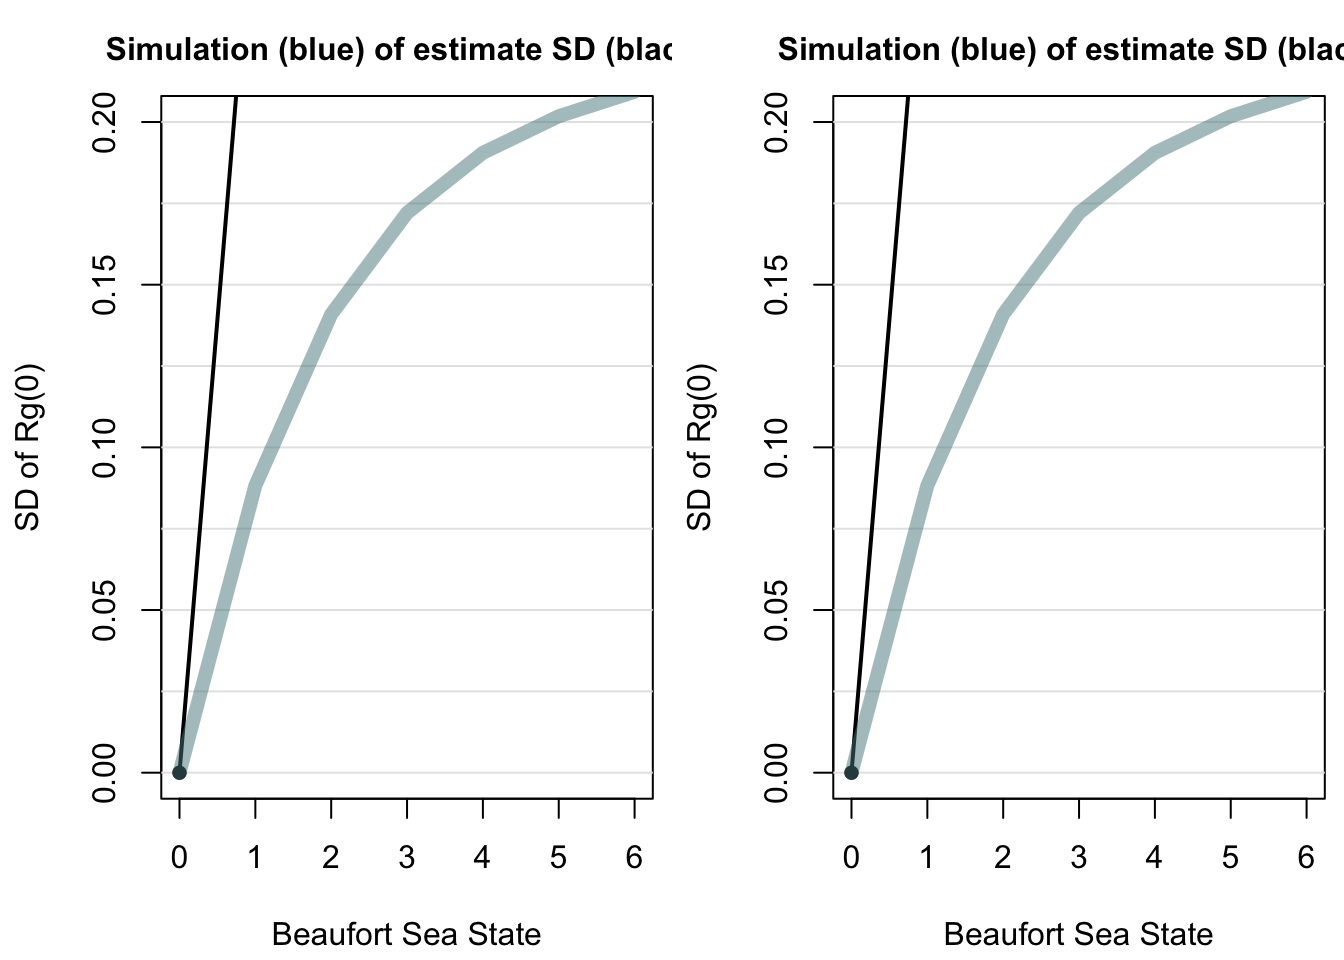 Simulation (blue) of estimate SD (blac
SD of Rg(0)
0.20
0.15
0.10
0.05
0.00
0 1 2 3 4 5 6
Beaufort Sea State
Simulation (blue) of estimate SD (blac
SD of Rg(0)
0.20
0.15
0.10
0.05
0.00
0 1 2 3 4 5 6
Beaufort Sea State